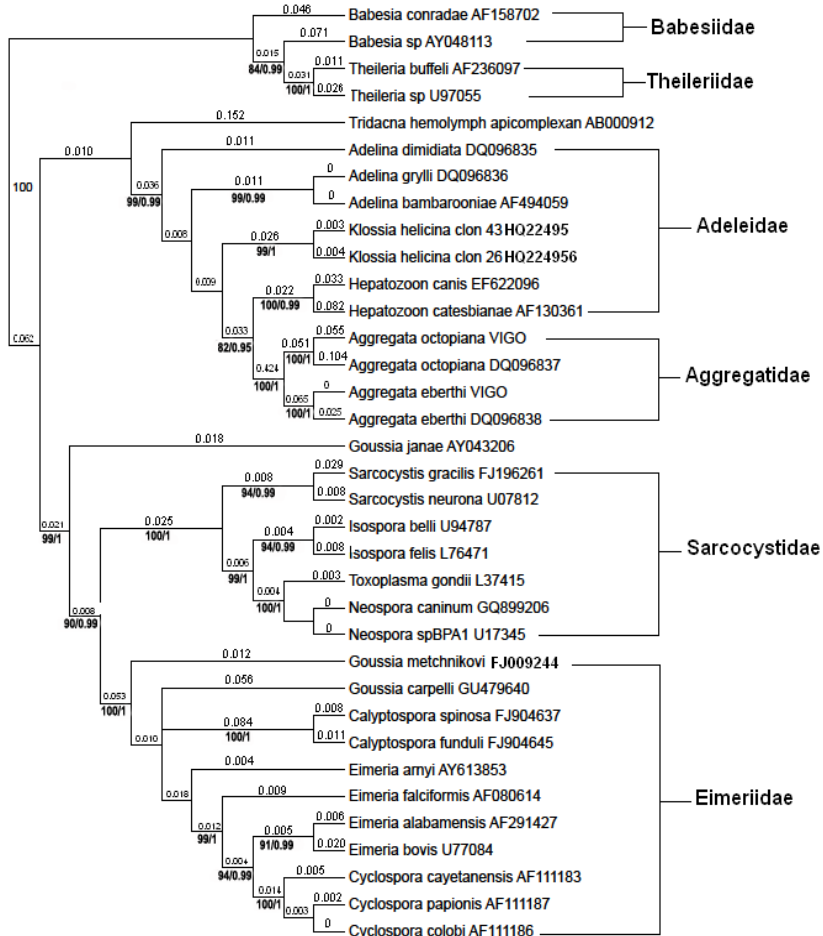 0.046
Babesia conradae AF158702
Babesiidae
0.071
0.015
Babesia sp AY048113
84/0.99
0.011
Theileria buffeli AF236097
Theileriidae
0.031
100/1
0.026
Theileria sp U97055
0.152
Tridacna hemolymph apicomplexan AB000912
0.010
0.011
Adelina dimidiata DQ096835
100
0.036
99/0.99
0
Adelina grylli DQ096836
0.011
99/0.99
0
Adelina bambarooniae AF494059
Adeleidae
0.008
0.003
Klossia helicina clon 43HQ22495
0.026
99/1
0.004
Klossia helicina clon 26HQ224956
0.009
0.033
Hepatozoon canis EF622096
0.022
100/0.99
0.082
Hepatozoon catesbianae AF130361
0.033
82/0.95
0.062
0.055
Aggregata octopiana VIGO
0.051
100/1
0.104
Aggregata octopiana DQ096837
Aggregatidae
0.424
100/1
0
Aggregata eberthi VIGO
0.065
100/1
0.025
Aggregata eberthi DQ096838
0.018
Goussia janae AY043206
0.029
Sarcocystis gracilis FJ196261
0.008
94/0.99
0.008
Sarcocystis neurona U07812
0.021
99/1
0.025
100/1
0.002
Isospora belli U94787
0.004
94/0.99
0.008
Isospora felis L76471
Sarcocystidae
0.006
99/1
0.003
Toxoplasma gondii L37415
0.004
100/1
0
Neospora caninum GQ899206
0.008
90/0.99
0
Neospora spBPA1 U17345
0.012
Goussia metchnikovi FJ009244
0.056
Goussia carpelli GU479640
0.053
100/1
0.008
Calyptospora spinosa FJ904637
0.084
100/1
0.011
Calyptospora funduli FJ904645
0.010
0.004
Eimeria arnyi AY613853
0.018
0.009
Eimeria falciformis AF080614
Eimeriidae
0.012
99/1
0.006
Eimeria alabamensis AF291427
0.005
91/0.99
0.020
Eimeria bovis U77084
0.004
94/0.99
0.005
Cyclospora cayetanensis AF111183
0.014
100/1
0.002
Cyclospora papionis AF111187
0.003
0
Cyclospora colobi AF111186